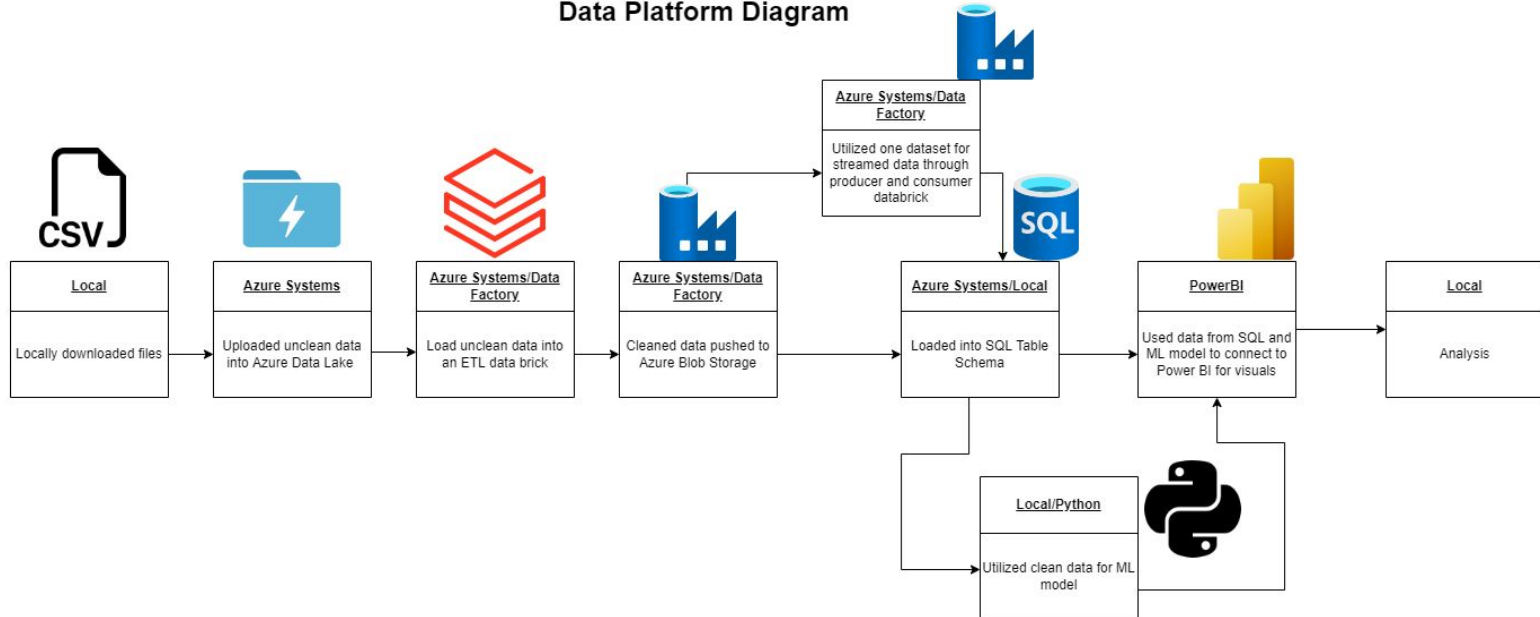 Data Platform Diagram
Azure Systems/Data
Factory
Utilized one dataset for
streamed data through
producer and consumer
databrick
CSV
SQL
Local
Locally downloaded files
Azure Systems
Uploaded unclean data
into Azure Data Lake
Azure Systems/Data
Factory
Load unclean data into
an ETL data brick
Azure Systems/Data
Factory
Cleaned data pushed to
Azure Blob Storage
Azure Systems/Local
Loaded into SQL Table
Schema
PowerBI
Used data from SQL and
ML model to connect to
Power BI for visuals
Local
Analysis
Local/Python
Utilized clean data for ML
model